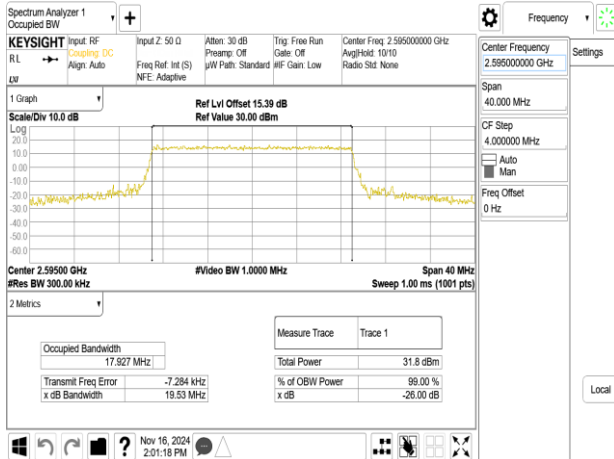 Spectrum Analyzer 1
Occupied BW
Frequency
KEYSIGHT
RL
Input: RF
Coupling: DC
Align: Auto
Input Z: 50 Ω
Freq Ref: Int (S)
NFE: Adaptive
Atten: 30 dB
Preamp: Off
µW Path: Standard
Trig: Free Run
Gate: Off
#IF Gain: Low
Center Freq: 2.595000000 GHz
Avg|Hold: 10/10
Radio Std: None
LXI
Center Frequency
2.595000000 GHz
Settings
Span
40.000 MHz
CF Step
4.000000 MHz
Auto
Man
Freq Offset
0 Hz
Local
1 Graph
Scale/Div 10.0 dB
Ref Lvl Offset 15.39 dB
Ref Value 30.00 dBm
Log
20.0
10.0
0.00
-10.0
-20.0
-30.0
-40.0
-50.0
-60.0
Center 2.59500 GHz
#Res BW 300.00 kHz
#Video BW 1.0000 MHz
Span 40 MHz
Sweep 1.00 ms (1001 pts)
2 Metrics
Occupied Bandwidth
17.927 MHz
Transmit Freq Error -7.284 kHz
x dB Bandwidth 19.53 MHz
Measure Trace Trace 1
Total Power 31.8 dBm
% of OBW Power 99.00 %
x dB -26.00 dB
?
Nov 16, 2024
2:01:18 PM